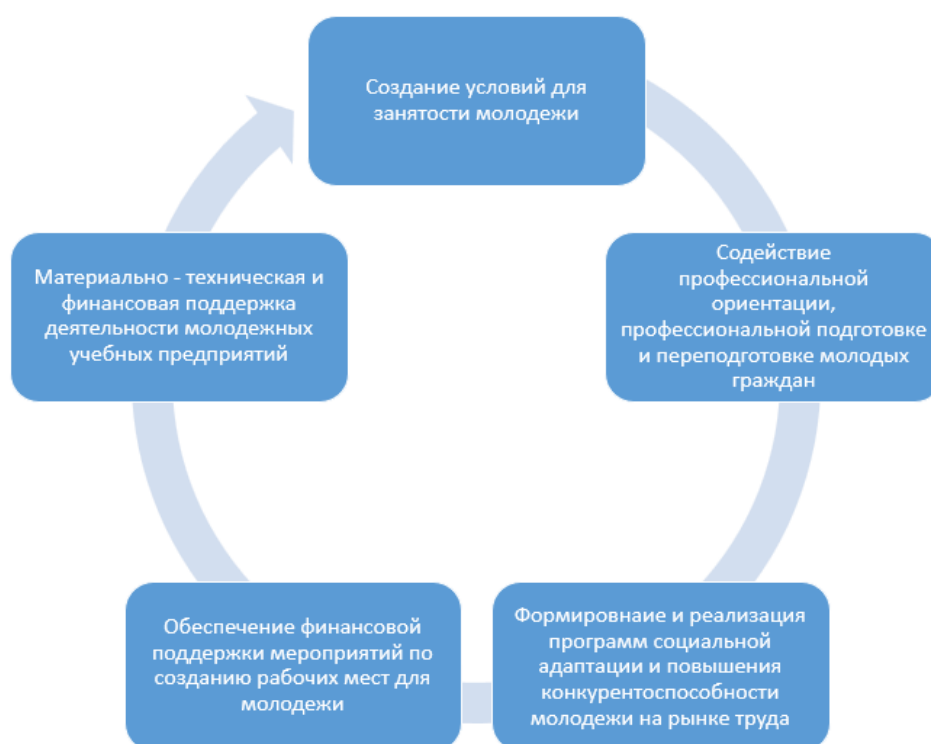 Создание условий для
занятости молодежи
Содействие
профессиональной
ориентации,
профессиональной подготовке
и переподготовке молодых
граждан
Формировнаие и реализация
программ социальной
адаптации и повышения
конкурентоспособности
молодежи на рынке труда
Обеспечение финансовой
поддержки мероприятий по
созданию рабочих мест для
молодежи
Материально - техническая и
финансовая поддержка
деятельности молодежных
учебных предприятий